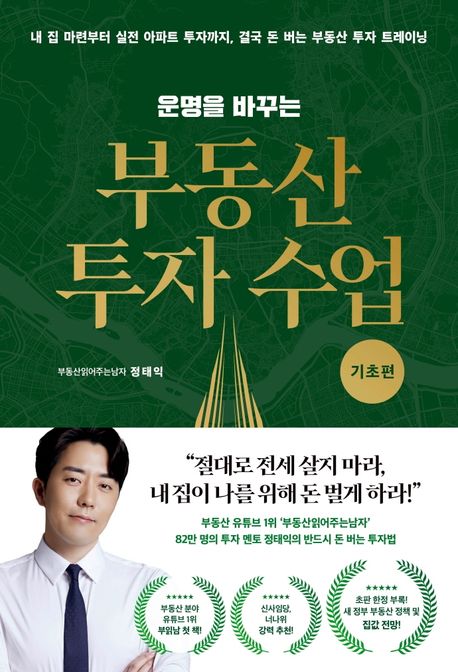 내 집 마련부터 실전 아파트 투자까지, 결국 돈 버는 부동산 투자 트레이닝
운명을 바꾸는
부동산
투자 수업
부동산읽어주는남자 정태익
기초편
“절대로 전세 살지 마라,
내 집이 나를 위해 돈 벌게 하라!”
부동산 유튜브 1위 ‘부동산읽어주는남자’
82만 명의 투자 멘토 정태익의 반드시 돈 버는 투자법
★★★★★
부동산 분야
유튜브 1위
부읽남 첫 책!
★★★★★
신사임당,
너나위
강력 추천!
★★★★★
초판 한정 부록!
새 정부 부동산 정책 및
집값 전망!